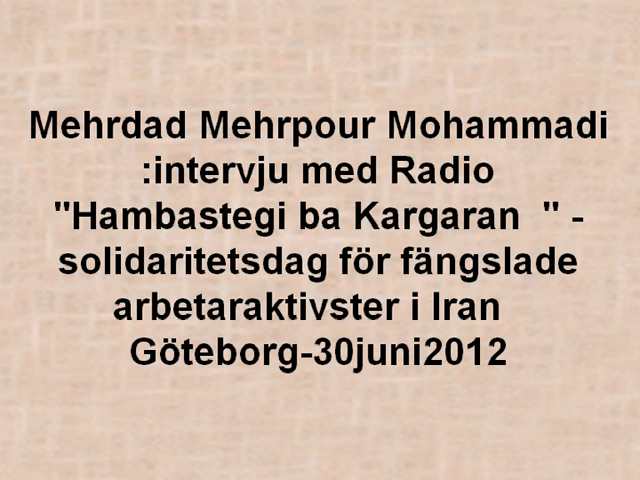 Mehrdad Mehrpour Mohammadi
:intervju med Radio
"Hambastegi ba Kargaran  " -
solidaritetsdag för fängslade
arbetaraktivster i Iran
Göteborg-30juni2012